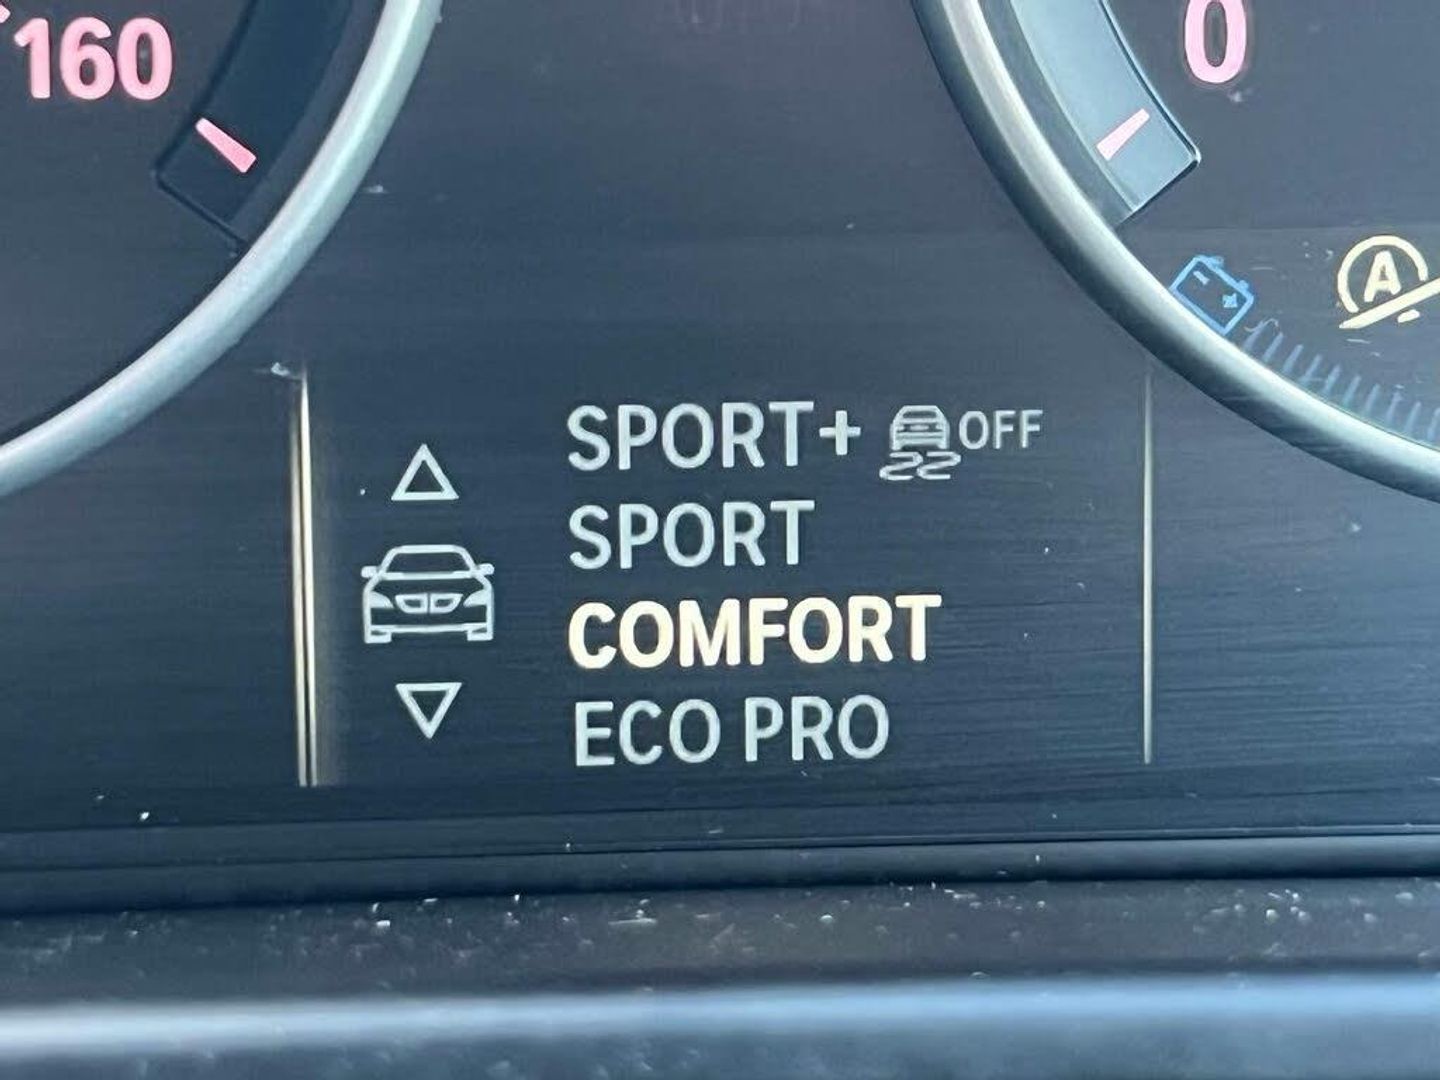 160
0
A
SPORT+ OFF
SPORT
COMFORT
ECO PRO